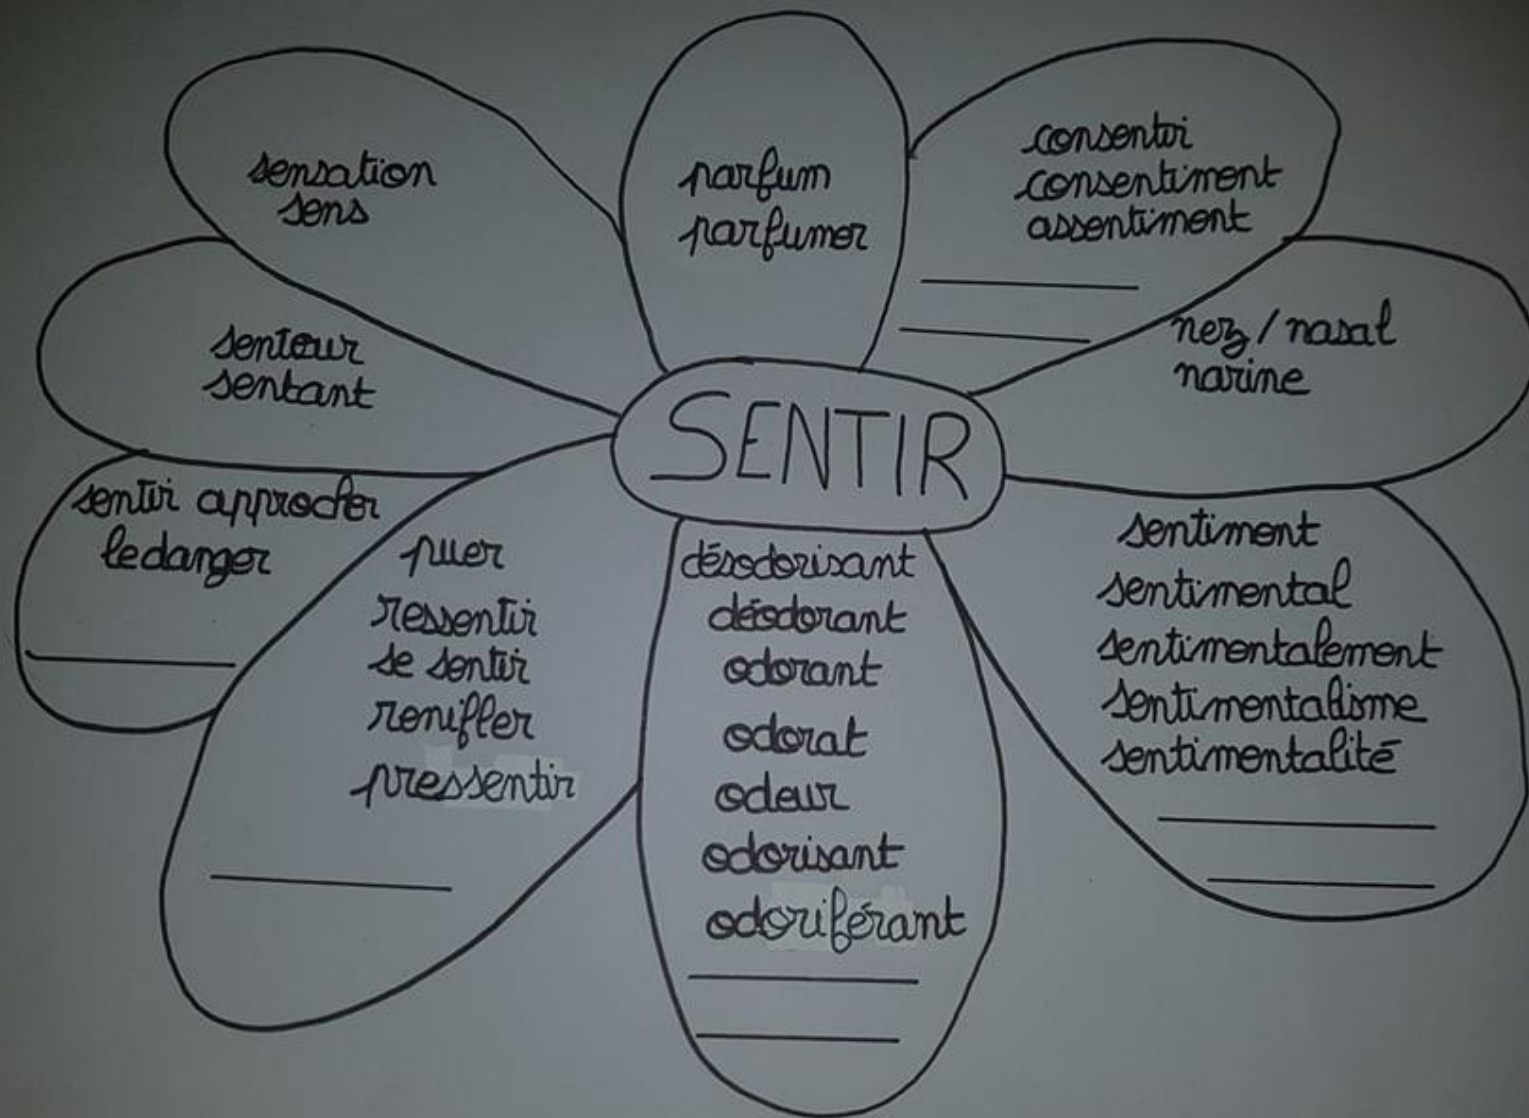 sensation
sens
parfum
parfumer
consentir
consentiment
assentiment
senteur
sentant
nez / nasal
narine
SENTIR
sentir approcher
le danger
puer
ressentir
se sentir
renifler
pressentir
désodorisant
déodorant
odorant
odorat
odeur
odorisant
odoriférant
sentiment
sentimental
sentimentalement
sentimentalisme
sentimentalité